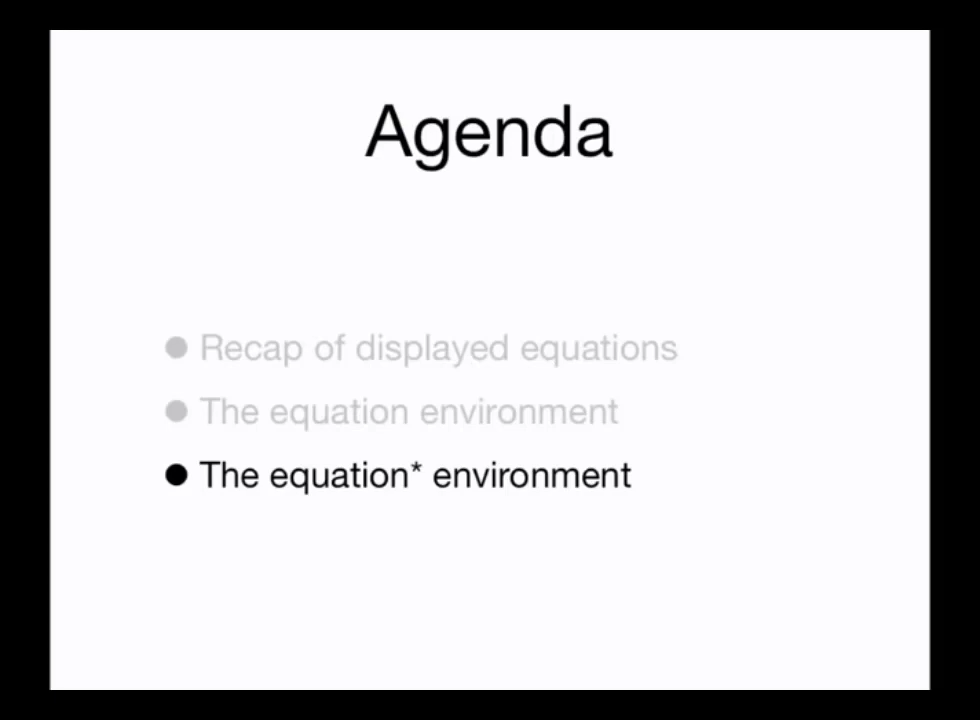 Agenda
● Recap of displayed equations
● The equation environment
● The equation* environment